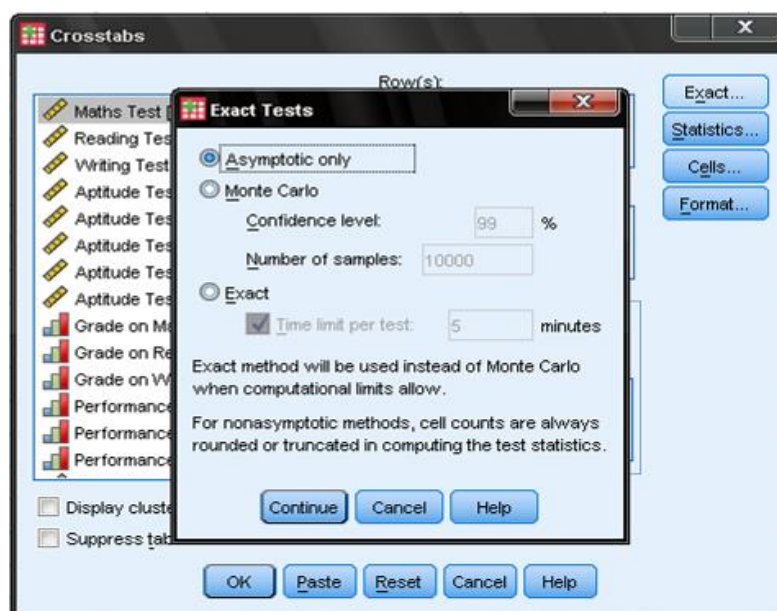 Crosstabs
Row(s):
Exact...
Statistics...
Cells...
Format...
Maths Test [
Reading Tes
Writing Test
Aptitude Tes
Aptitude Tes
Aptitude Tes
Aptitude Tes
Aptitude Tes
Grade on Ma
Grade on Re
Grade on W
Performance
Performance
Performance
Display cluste
Suppress tab
Exact Tests
Asymptotic only
Monte Carlo
Confidence level: 99 %
Number of samples: 10000
Exact
Time limit per test: 5 minutes
Exact method will be used instead of Monte Carlo
when computational limits allow.
For nonasymptotic methods, cell counts are always
rounded or truncated in computing the test statistics.
Continue Cancel Help
OK Paste Reset Cancel Help